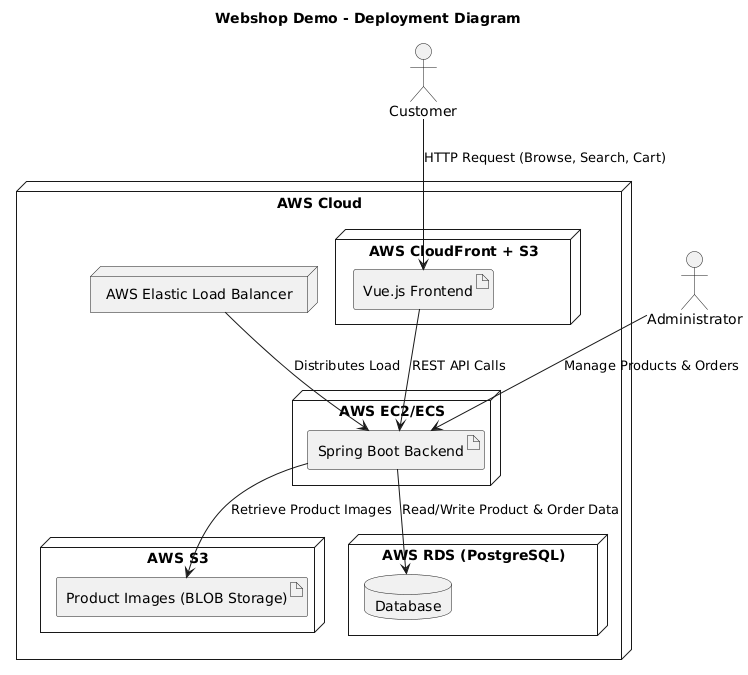 Webshop Demo - Deployment Diagram
Customer
HTTP Request (Browse, Search, Cart)
AWS Cloud
AWS CloudFront + S3
Vue.js Frontend
AWS Elastic Load Balancer
Administrator
Distributes Load
REST API Calls
Manage Products & Orders
AWS EC2/ECS
Spring Boot Backend
Retrieve Product Images
Read/Write Product & Order Data
AWS S3
Product Images (BLOB Storage)
AWS RDS (PostgreSQL)
Database